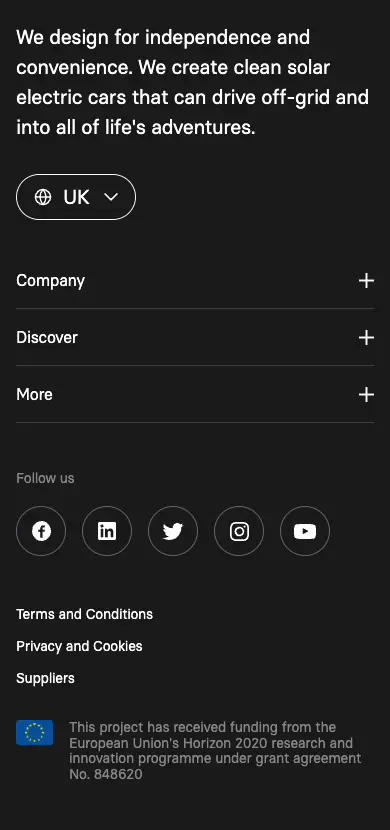 We design for independence and
convenience. We create clean solar
electric cars that can drive off-grid and
into all of life's adventures.
UK
Company
Discover
More
Follow us
Terms and Conditions
Privacy and Cookies
Suppliers
This project has received funding from the
European Union's Horizon 2020 research and
innovation programme under grant agreement
No. 848620